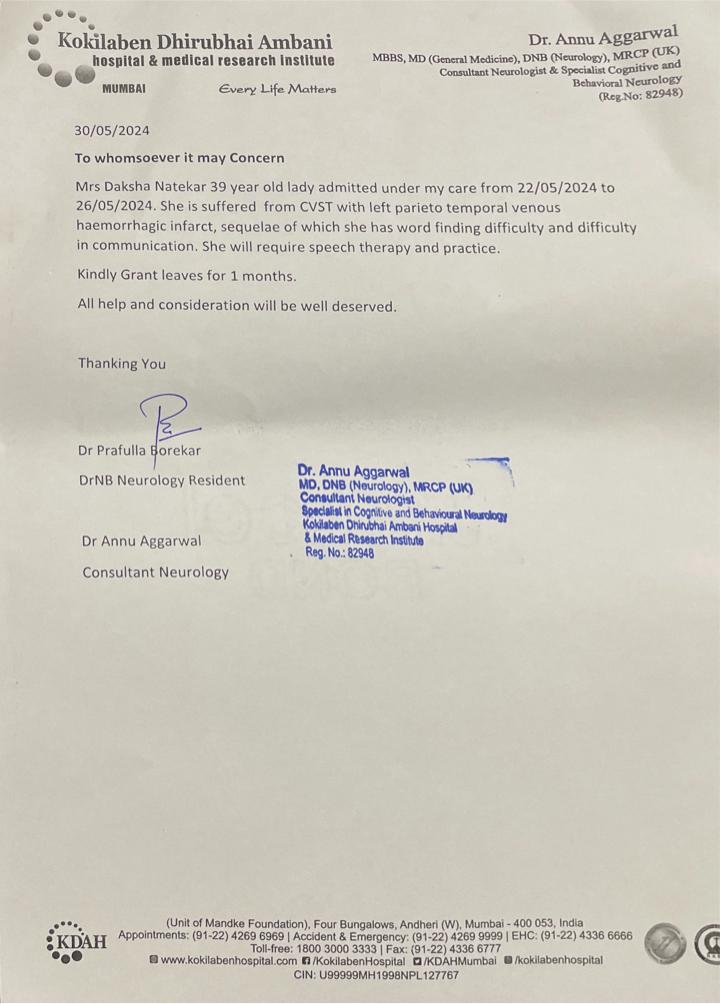 Kokilaben Dhirubhai Ambani
hospital & medical research institute
MUMBAI Every Life Matters
Dr. Annu Aggarwal
MBBS, MD (General Medicine), DNB (Neurology), MRCP (UK)
Consultant Neurologist & Specialist Cognitive and
Behavioral Neurology
(Reg.No: 82948)
30/05/2024
To whomsoever it may Concern
Mrs Daksha Natekar 39 year old lady admitted under my care from 22/05/2024 to
26/05/2024. She is suffered from CVST with left parieto temporal venous
haemorrhagic infarct, sequelae of which she has word finding difficulty and difficulty
in communication. She will require speech therapy and practice.
Kindly Grant leaves for 1 months.
All help and consideration will be well deserved.
Thanking You
Dr Prafulla Borekar
DrNB Neurology Resident
Dr. Annu Aggarwal
MD, DNB (Neurology), MRCP (UK)
Consultant Neurologist
Specialist in Cognitive and Behavioural Neurology
Kokilaben Dhirubhai Ambani Hospital
& Medical Research Institute
Reg. No.: 82948
Dr Annu Aggarwal
Consultant Neurology
KDAH
(Unit of Mandke Foundation), Four Bungalows, Andheri (W), Mumbai - 400 053, India
Appointments: (91-22) 4269 6969 | Accident & Emergency: (91-22) 4269 9999 | EHC: (91-22) 4336 6666
Toll-free: 1800 3000 3333 | Fax: (91-22) 4336 6777
www.kokilabenhospital.com /KokilabenHospital /KDAHMumbai /kokilabenhospital
CIN: U99999MH1998NPL127767